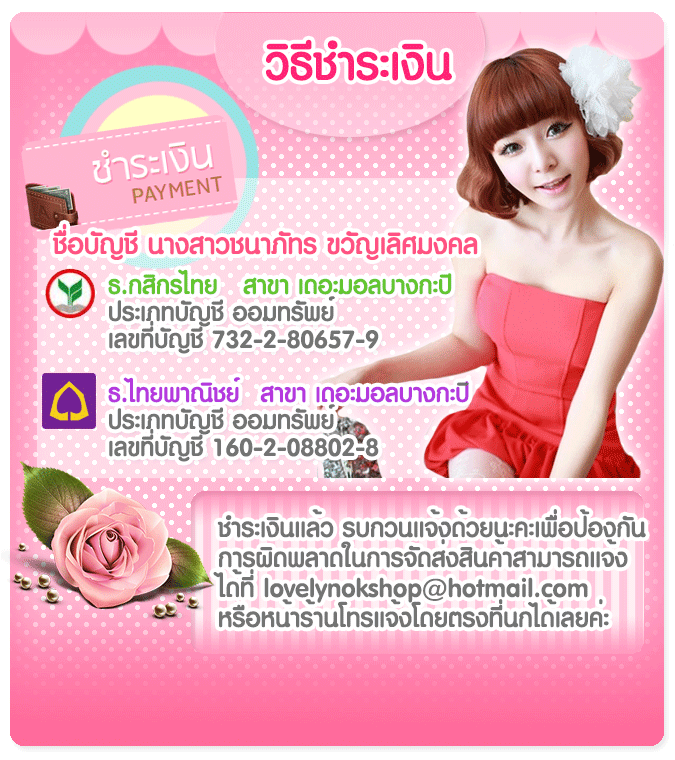 วิธีชำระเงิน
ชำระเงิน
PAYMENT
ชื่อบัญชี นางสาวชนาภัทร ขวัญเลิศมงคล
ธ.กสิกรไทย สาขา เดอะมอลบางกะปิ
ประเภทบัญชี ออมทรัพย์
เลขที่บัญชี 732-2-80657-9
ธ.ไทยพาณิชย์ สาขา เดอะมอลบางกะปิ
ประเภทบัญชี ออมทรัพย์
เลขที่บัญชี 160-2-08802-8
ชำระเงินแล้ว รบกวนแจ้งด้วยนะคะเพื่อป้องกัน
การผิดพลาดในการจัดส่งสินค้าสามารถแจ้ง
ได้ที่ lovelynokshop@hotmail.com
หรือหน้าร้านโทรแจ้งโดยตรงที่นกได้เลยค่ะ